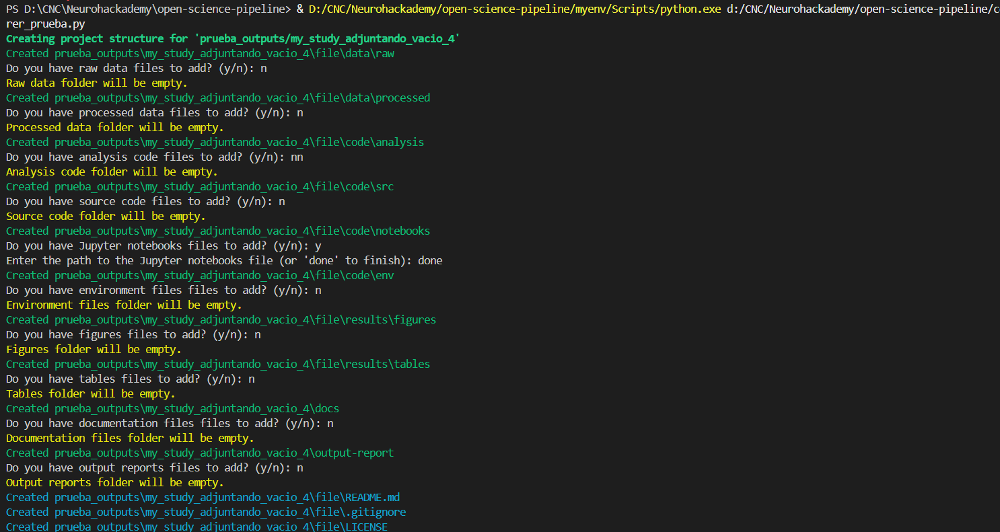 PS D:\CNC\Neurohackademy\open-science-pipeline> & D:/CNC/Neurohackademy/open-science-pipeline/myenv/Scripts/python.exe d:/CNC/Neurohackademy/open-science-pipeline/c
rer_prueba.py
Creating project structure for 'prueba_outputs/my_study_adjuntando_vacio_4'
Created prueba_outputs\my_study_adjuntando_vacio_4\file\data\raw
Do you have raw data files to add? (y/n): n
Raw data folder will be empty.
Created prueba_outputs\my_study_adjuntando_vacio_4\file\data\processed
Do you have processed data files to add? (y/n): n
Processed data folder will be empty.
Created prueba_outputs\my_study_adjuntando_vacio_4\file\code\analysis
Do you have analysis code files to add? (y/n): nn
Analysis code folder will be empty.
Created prueba_outputs\my_study_adjuntando_vacio_4\file\code\src
Do you have source code files to add? (y/n): n
Source code folder will be empty.
Created prueba_outputs\my_study_adjuntando_vacio_4\file\code\notebooks
Do you have Jupyter notebooks files to add? (y/n): y
Enter the path to the Jupyter notebooks file (or 'done' to finish): done
Created prueba_outputs\my_study_adjuntando_vacio_4\file\code\env
Do you have environment files files to add? (y/n): n
Environment files folder will be empty.
Created prueba_outputs\my_study_adjuntando_vacio_4\file\results\figures
Do you have figures files to add? (y/n): n
Figures folder will be empty.
Created prueba_outputs\my_study_adjuntando_vacio_4\file\results\tables
Do you have tables files to add? (y/n): n
Tables folder will be empty.
Created prueba_outputs\my_study_adjuntando_vacio_4\docs
Do you have documentation files files to add? (y/n): n
Documentation files folder will be empty.
Created prueba_outputs\my_study_adjuntando_vacio_4\output-report
Do you have output reports files to add? (y/n): n
Output reports folder will be empty.
Created prueba_outputs\my_study_adjuntando_vacio_4\file\README.md
Created prueba_outputs\my_study_adjuntando_vacio_4\file\.gitignore
Created prueba_outputs\my_study_adjuntando_vacio_4\file\LICENSE